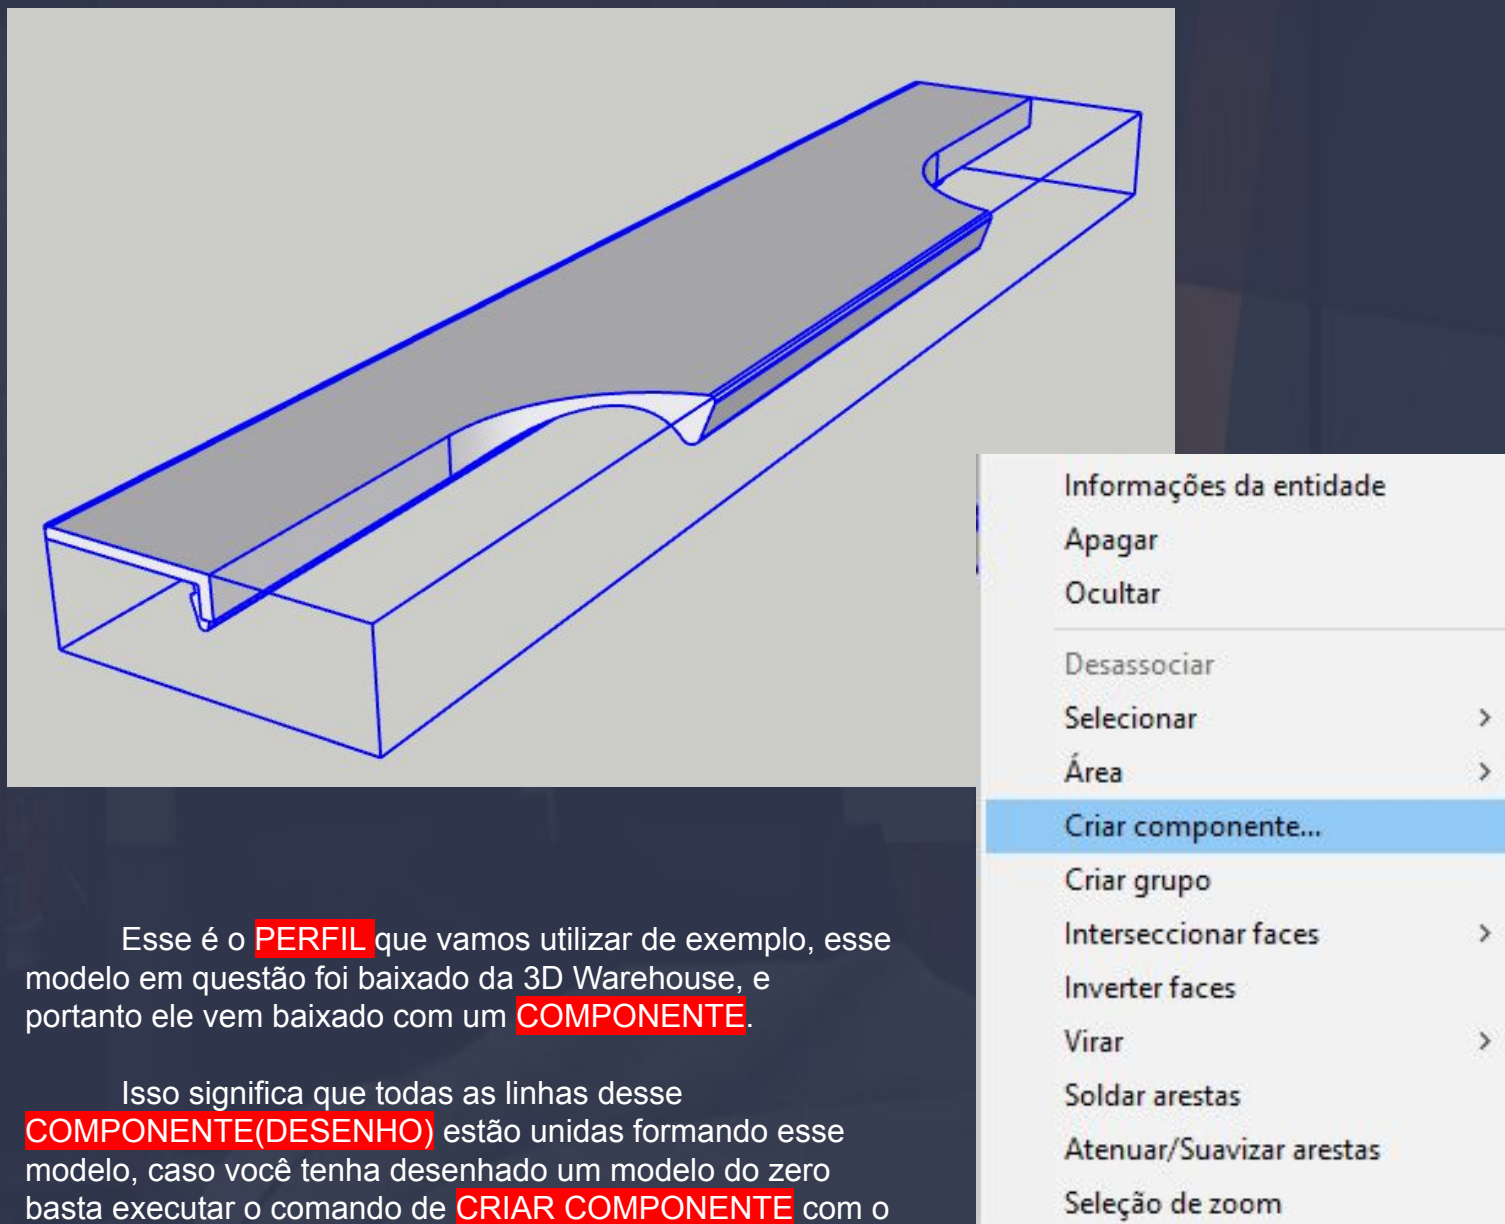 Informações da entidade
Apagar
Ocultar
Desassociar
Selecionar
Área
Criar componente...
Criar grupo
Interseccionar faces
Inverter faces
Virar
Soldar arestas
Atenuar/Suavizar arestas
Seleção de zoom
Esse é o PERFIL que vamos utilizar de exemplo, esse
modelo em questão foi baixado da 3D Warehouse, e
portanto ele vem baixado com um COMPONENTE.
Isso significa que todas as linhas desse
COMPONENTE(DESENHO) estão unidas formando esse
modelo, caso você tenha desenhado um modelo do zero
basta executar o comando de CRIAR COMPONENTE com o